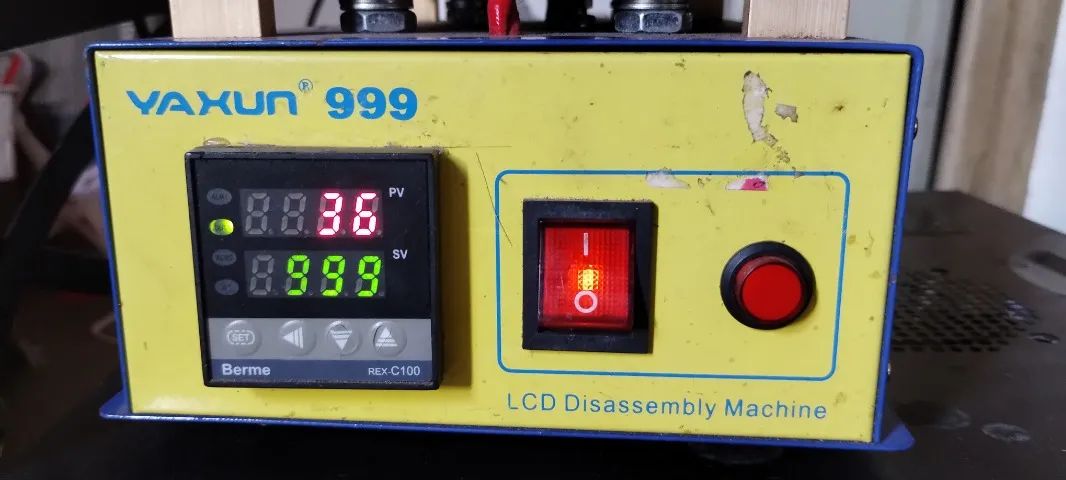 YAXUN® 999
36 PV
999 SV
SET
Berme REX-C100
I
O
LCD Disassembly Machine